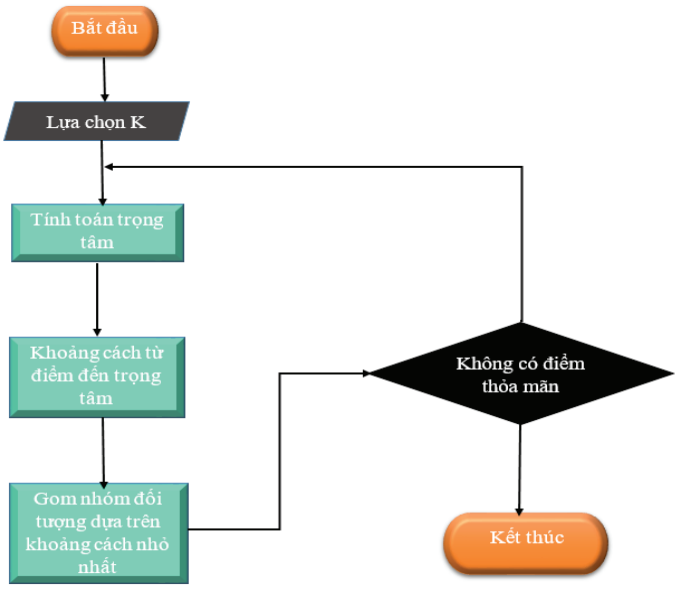 Bắt đầu
Lựa chọn K
Tính toán trọng
tâm
Khoảng cách từ
điểm đến trọng
tâm
Gom nhóm đối
tượng dựa trên
khoảng cách nhỏ
nhất
Không có điểm
thỏa mãn
Kết thúc